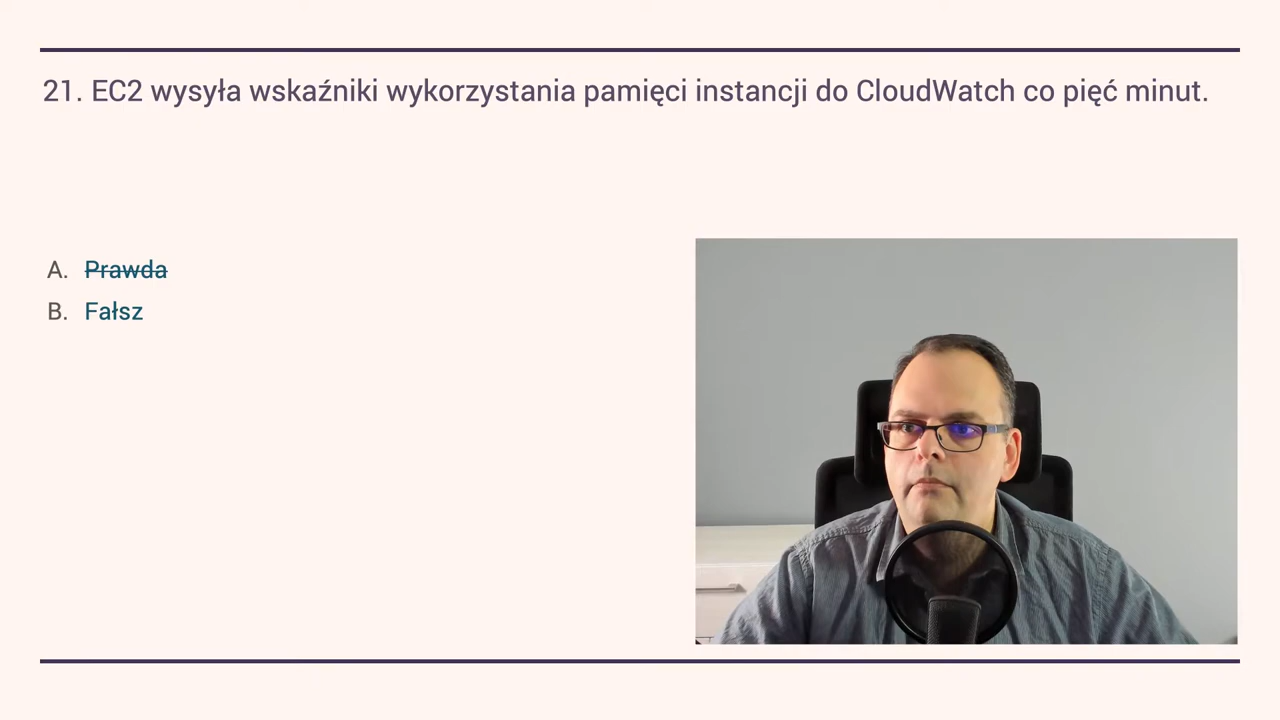 21. EC2 wysyła wskaźniki wykorzystania pamięci instancji do CloudWatch co pięć minut.
A. Prawda
B. Fałsz